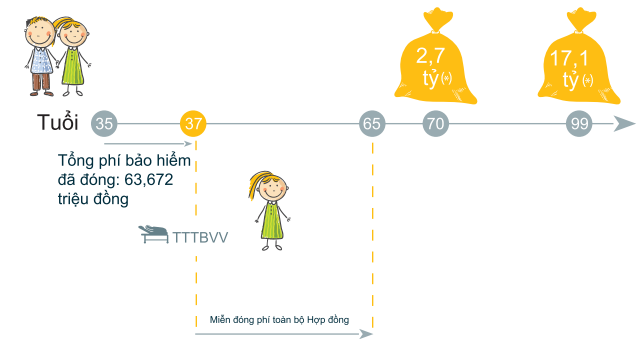 2,7
tỷ(*)
17,1
tỷ(*)
Tuổi
35
37
65
70
99
Tổng phí bảo hiểm
đã đóng: 63,672
triệu đồng
TTTBVV
Miễn đóng phí toàn bộ Hợp đồng